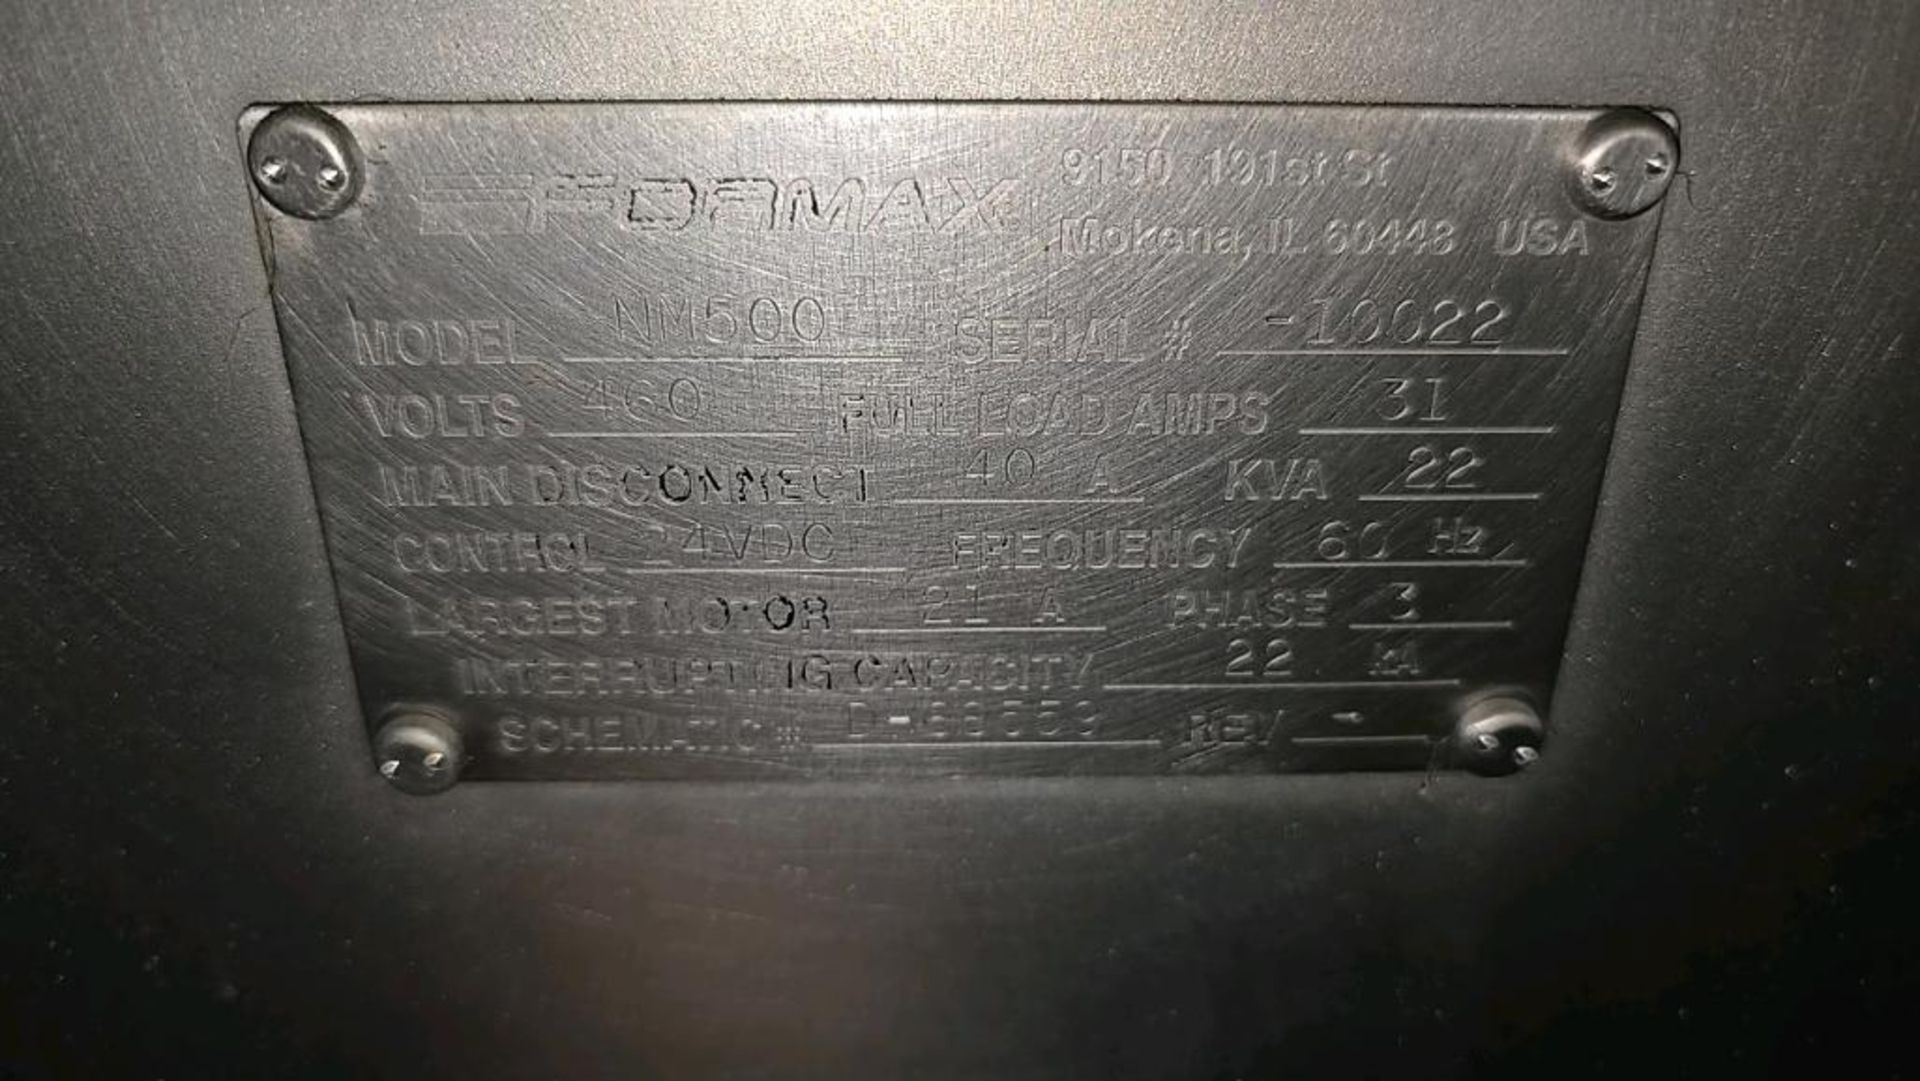 FORMAX 9150 191st St
Mokena, IL 60448 USA
MODEL NM500 SERIAL # -10022
VOLTS 460 FULL LOAD AMPS 31
MAIN DISCONNECT 40 A KVA 22
CONTROL 24VDC FREQUENCY 60 Hz
LARGEST MOTOR 21 A PHASE 3
INTERRUPTING CAPACITY 22 KA
SCHEMATIC # REV -